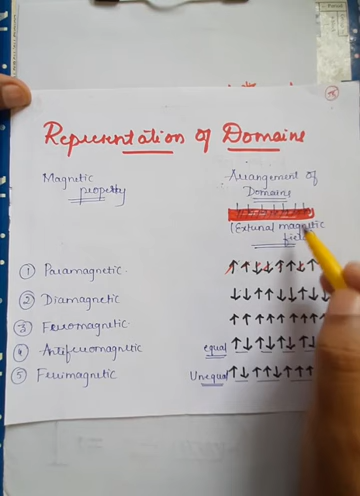 Representation of Domains
Magnetic property
Arrangement of Domains
(External magnetic field
① Paramagnetic
② Diamagnetic
③ Ferromagnetic
④ Antiferromagnetic
equal
⑤ Ferrimagnetic
Unequal